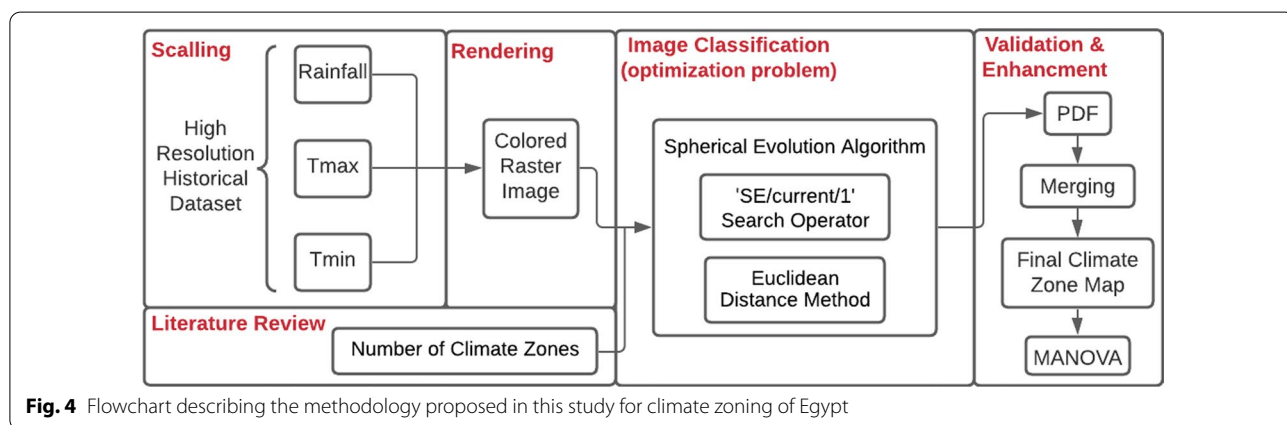 Scalling
High
Resolution
Historical
Dataset
Rainfall
Tmax
Tmin
Rendering
Colored
Raster
Image
Literature Review
Number of Climate Zones
Image Classification
(optimization problem)
Spherical Evolution Algorithm
'SE/current/1'
Search Operator
Euclidean
Distance Method
Validation &
Enhancment
PDF
Merging
Final Climate
Zone Map
MANOVA
Fig. 4 Flowchart describing the methodology proposed in this study for climate zoning of Egypt